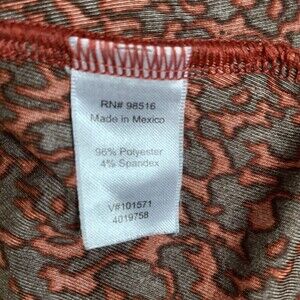 RN# 98516
Made in Mexico
96% Polyester
4% Spandex
V#101571
4019758